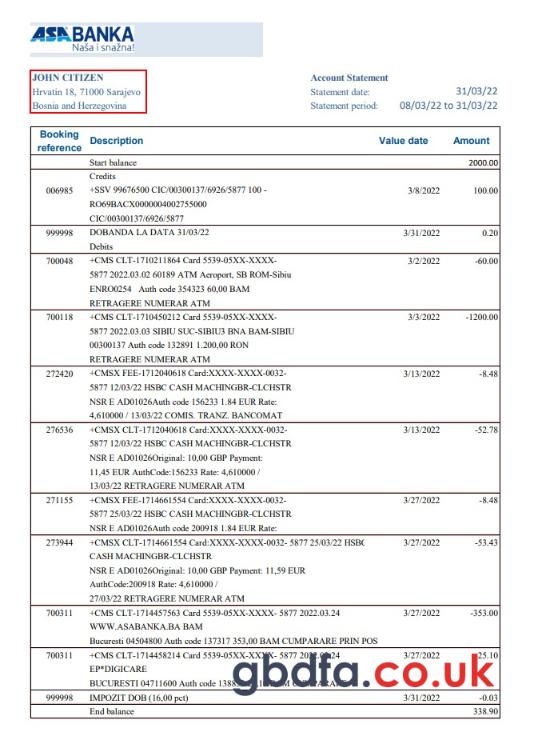 ASA BANKA
Naša i snažna!
JOHN CITIZEN
Hrvatin 18, 71000 Sarajevo
Bosnia and Herzegovina
Account Statement
Statement date: 31/03/22
Statement period: 08/03/22 to 31/03/22
Booking reference Description Value date Amount
Start balance 2000.00
Credits
006985 +SSV 99676500 CIC/00300137/6926/5877 100 - 3/8/2022 100.00
RO69BACX0000004002755000
CIC/00300137/6926/5877
999998 DOBANDA LA DATA 31/03/22 3/31/2022 0.20
Debits
700048 +CMS CLT-1710211864 Card 5539-05XX-XXXX- 3/2/2022 -60.00
5877 2022.03.02 60189 ATM Aeroport, SB ROM-Sibiu
ENRO0254 Auth code 354323 60,00 BAM
RETRAGERE NUMERAR ATM
700118 +CMS CLT-1710450212 Card 5539-05XX-XXXX- 3/3/2022 -1200.00
5877 2022.03.03 SIBIU SUC-SIBIU3 BNA BAM-SIBIU
00300137 Auth code 132891 1.200,00 RON
RETRAGERE NUMERAR ATM
272420 +CMSX FEE-1712040618 Card:XXXX-XXXX-0032- 3/13/2022 -8.48
5877 12/03/22 HSBC CASH MACHINGBR-CLCHSTR
NSR E AD01026Auth code 156233 1.84 EUR Rate:
4,610000 / 13/03/22 COMIS. TRANZ. BANCOMAT
276536 +CMSX CLT-1712040618 Card:XXXX-XXXX-0032- 3/13/2022 -52.78
5877 12/03/22 HSBC CASH MACHINGBR-CLCHSTR
NSR E AD01026Original: 10,00 GBP Payment:
11,45 EUR AuthCode:156233 Rate: 4,610000 /
13/03/22 RETRAGERE NUMERAR ATM
271155 +CMSX FEE-1714661554 Card:XXXX-XXXX-0032- 3/27/2022 -8.48
5877 25/03/22 HSBC CASH MACHINGBR-CLCHSTR
NSR E AD01026Auth code 200918 1.84 EUR Rate:
273944 +CMSX CLT-1714661554 Card:XXXX-XXXX-0032- 5877 25/03/22 HSBC 3/27/2022 -53.43
CASH MACHINGBR-CLCHSTR
NSR E AD01026Original: 10,00 GBP Payment: 11,59 EUR
AuthCode:200918 Rate: 4,610000 /
27/03/22 RETRAGERE NUMERAR ATM
700311 +CMS CLT-1714457563 Card 5539-05XX-XXXX- 5877 2022.03.24 3/27/2022 -353.00
WWW.ASABANKA.BA BAM
Bucuresti 04504800 Auth code 137317 353,00 BAM CUMPARARE PRIN POS
700311 +CMS CLT-1714458214 Card 5539-05XX-XXXX- 5877 3/27/2022 25.10
EP*DIGICARE
BUCURESTI 04711600 Auth code
gbdfa.co.uk
999998 IMPOZIT DOB (16,00 pct) 3/31/2022 -0.03
End balance 338.90